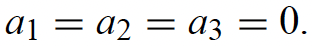 a₁ = a₂ = a₃ = 0.